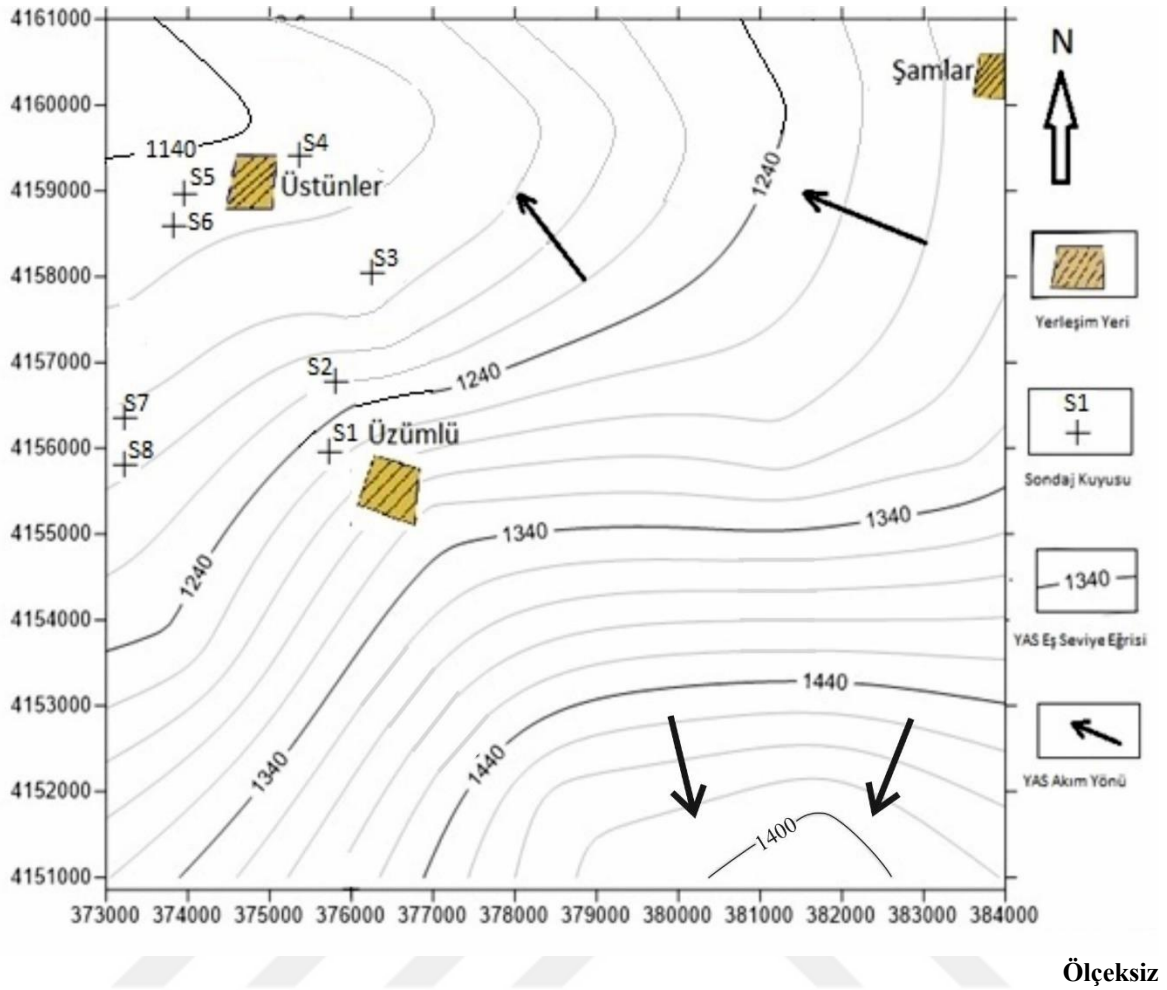 4161000
4160000
4159000
4158000
4157000
4156000
4155000
4154000
4153000
4152000
4151000
373000 374000 375000 376000 377000 378000 379000 380000 381000 382000 383000 384000
Şamlar
1140
S4
S5
Üstünler
S6
1240
S3
S2
1240
S7
S1 Üzümlü
S8
1340
1340
1240
1440
1340
1440
1400
N
Yerleşim Yeri
S1
Sondaj Kuyusu
1340
YAS Eş Seviye Eğrisi
YAS Akım Yönü
Ölçeksiz